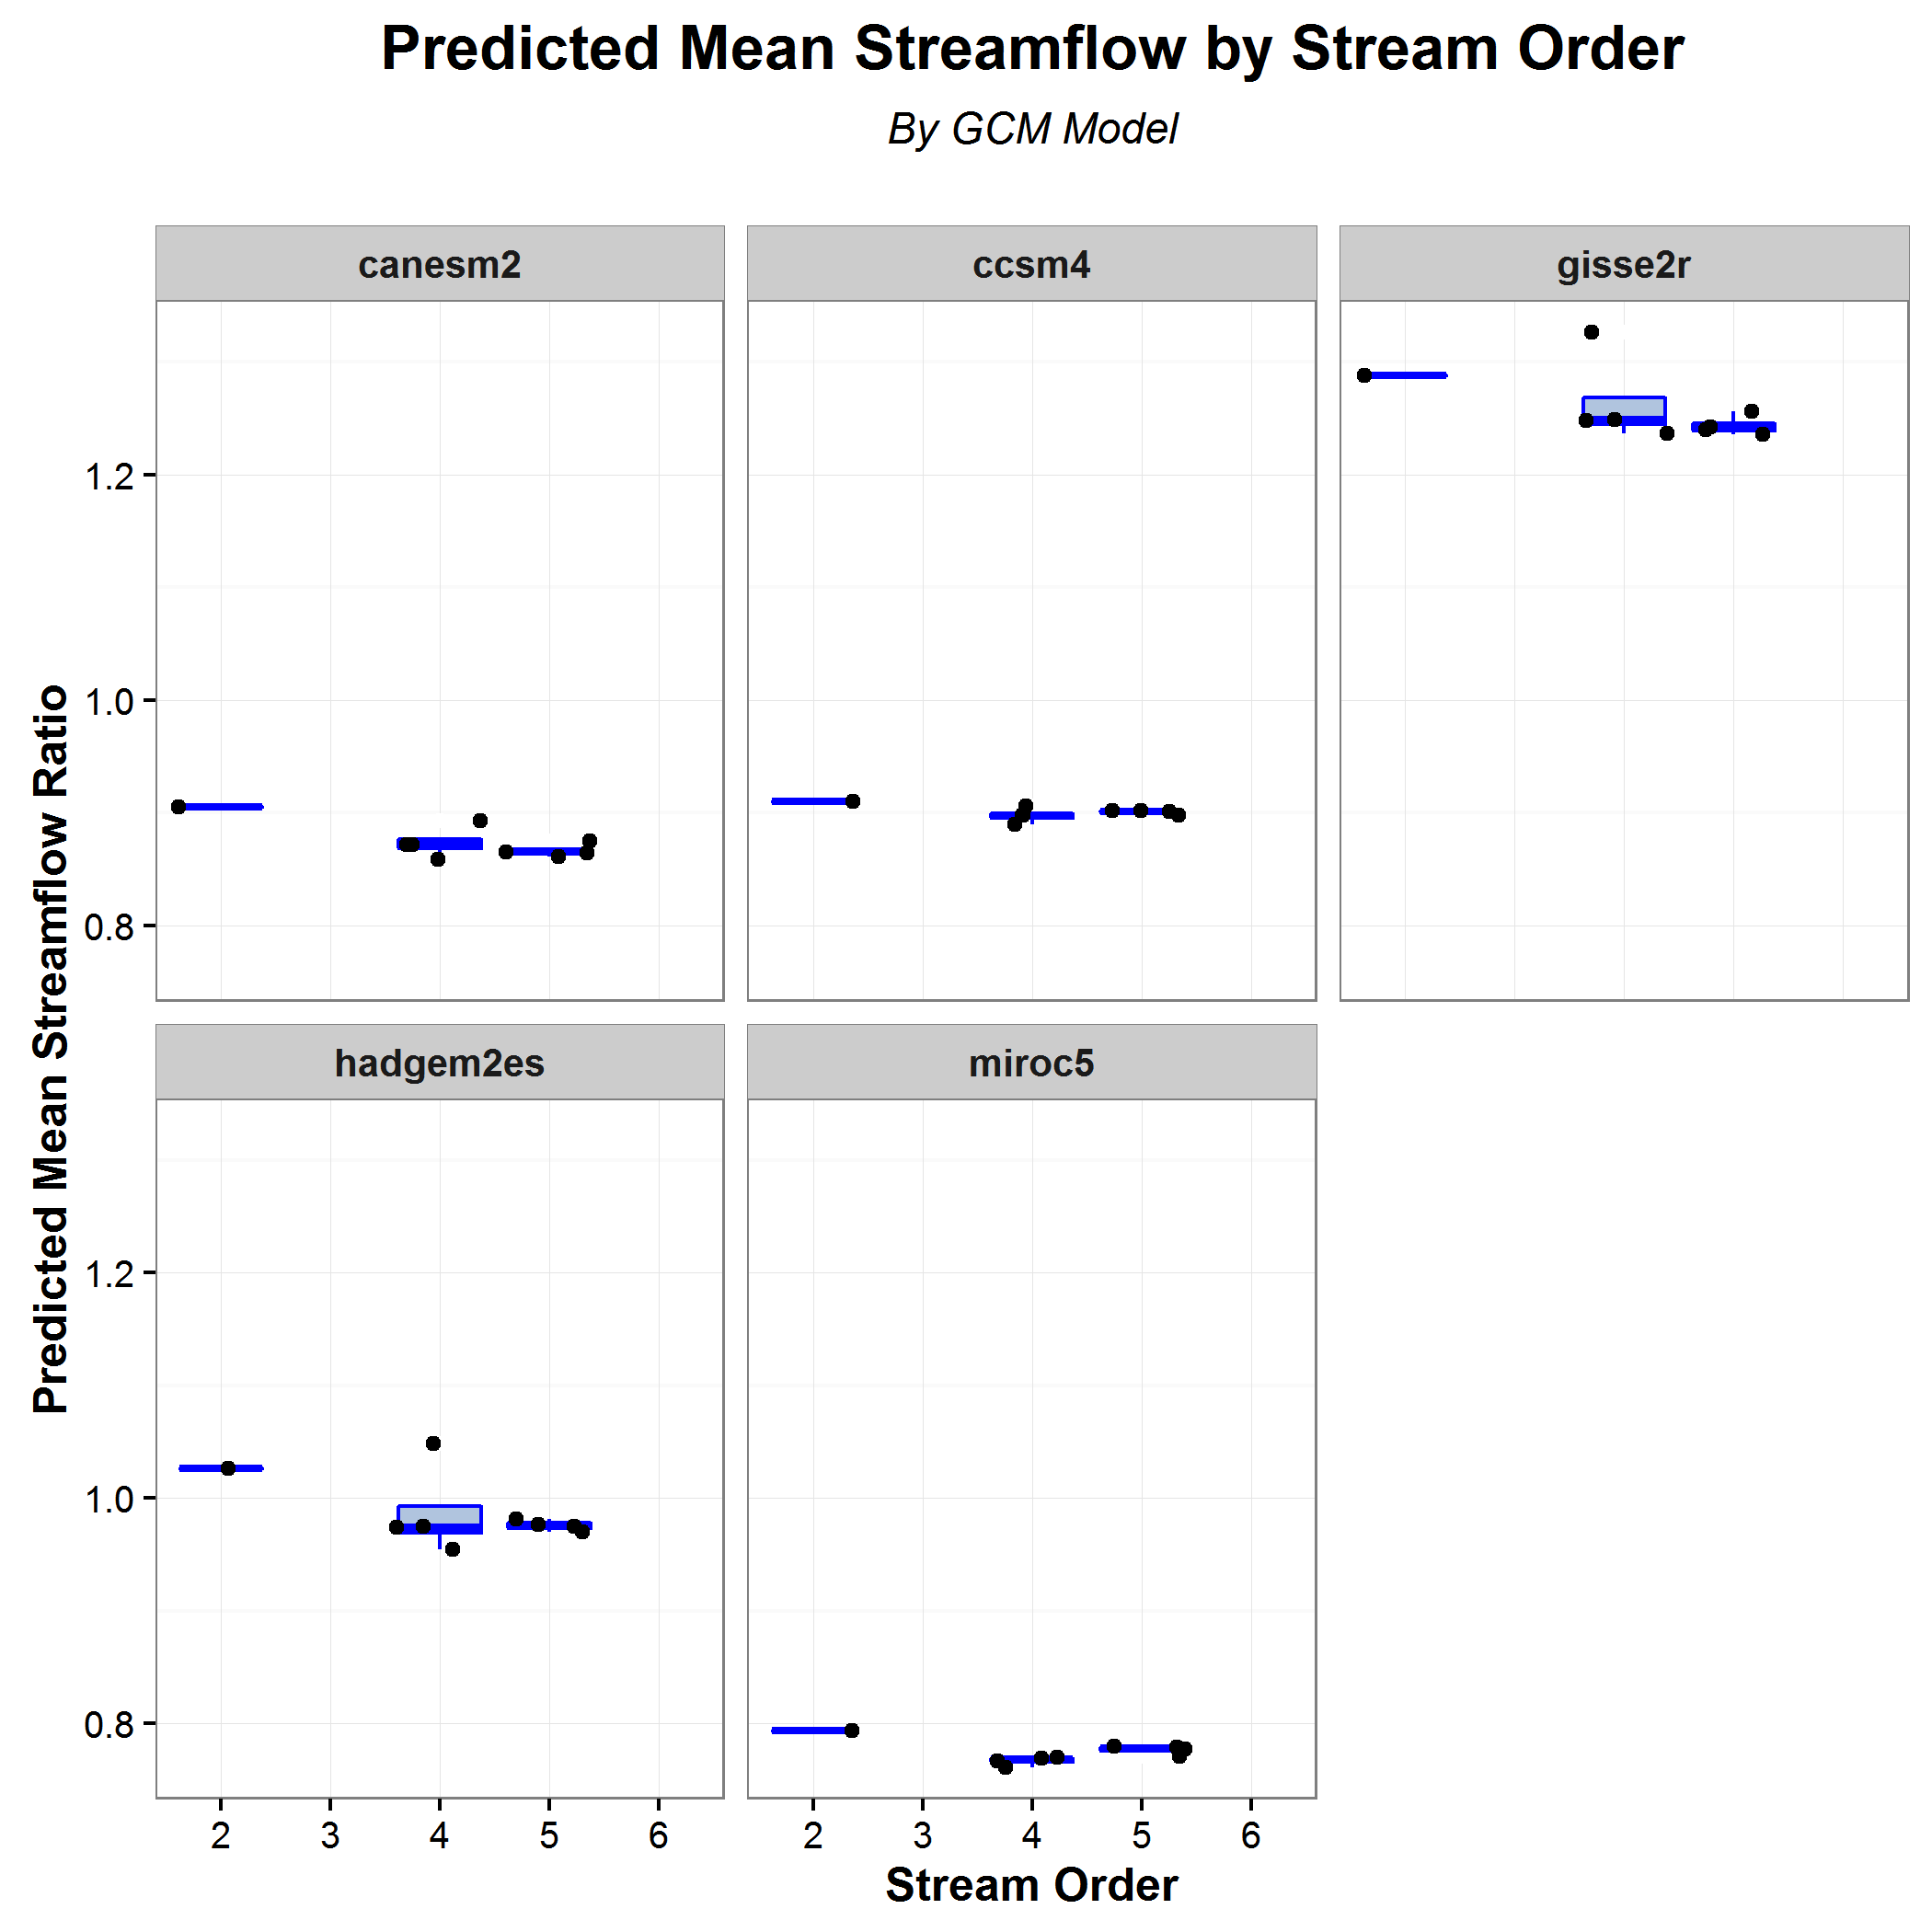 Predicted Mean Streamflow by Stream Order
By GCM Model
canesm2
ccsm4
gisse2r
Predicted Mean Streamflow Ratio
1.2
1.0
0.8
hadgem2es
miroc5
1.2
1.0
0.8
2 3 4 5 6
2 3 4 5 6
Stream Order